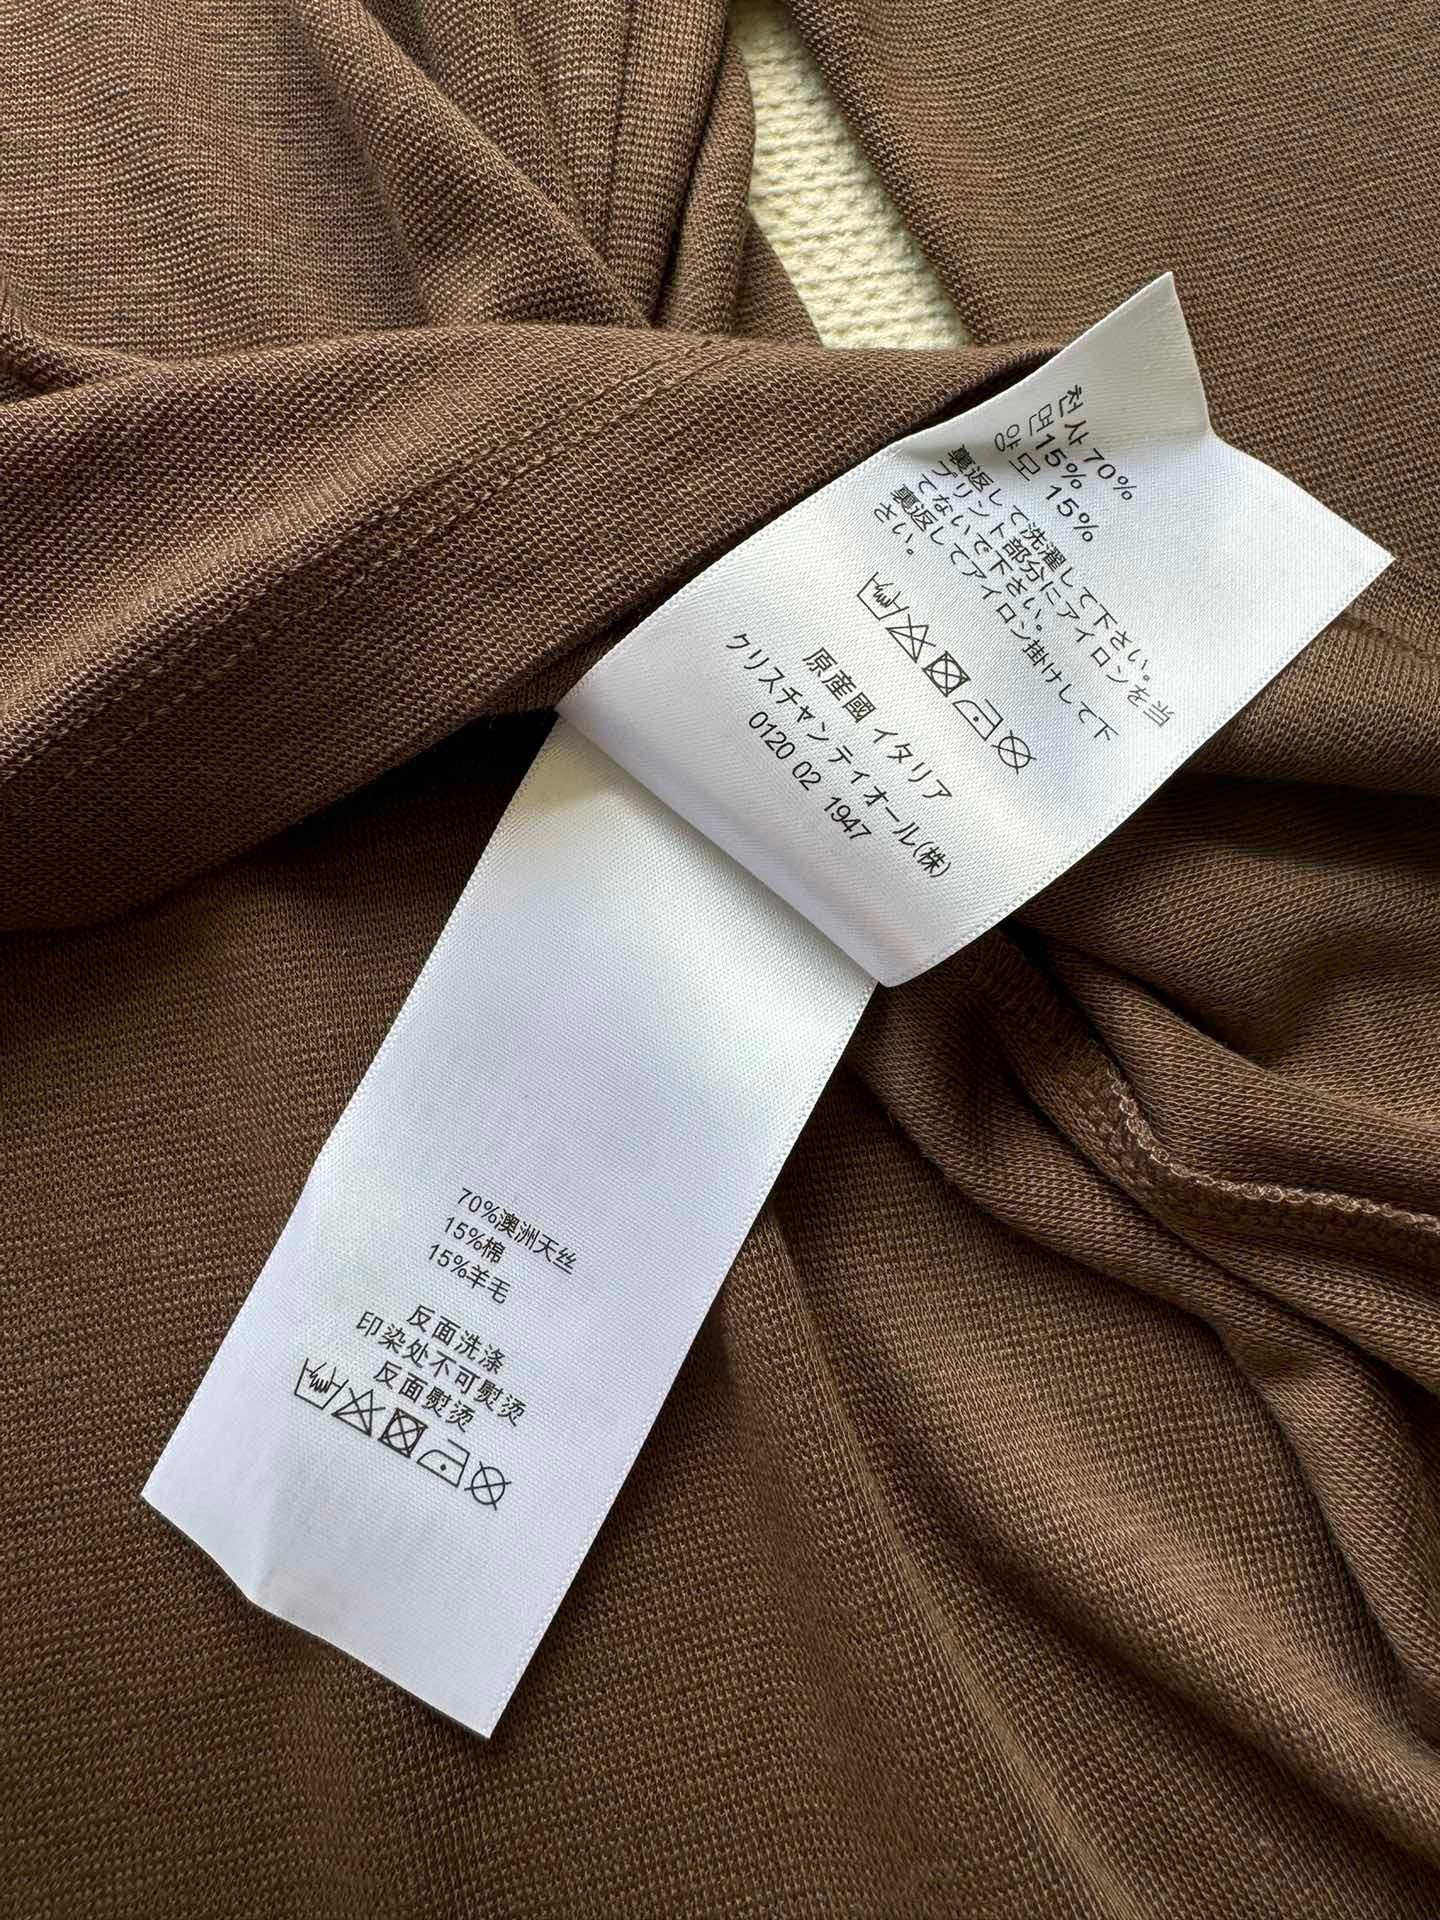 천사 70%
면15%
양모 15%
裏返して洗濯して下さい。
プリント部分にアイロンを当
てないで下さい。
裏返してアイロン掛けして下
さい。
原産國 イタリア
クリスチャンディオール(株)
0120 02 1947
70%澳洲天丝
15%棉
15%羊毛
反面洗涤
印染处不可熨烫
反面熨烫